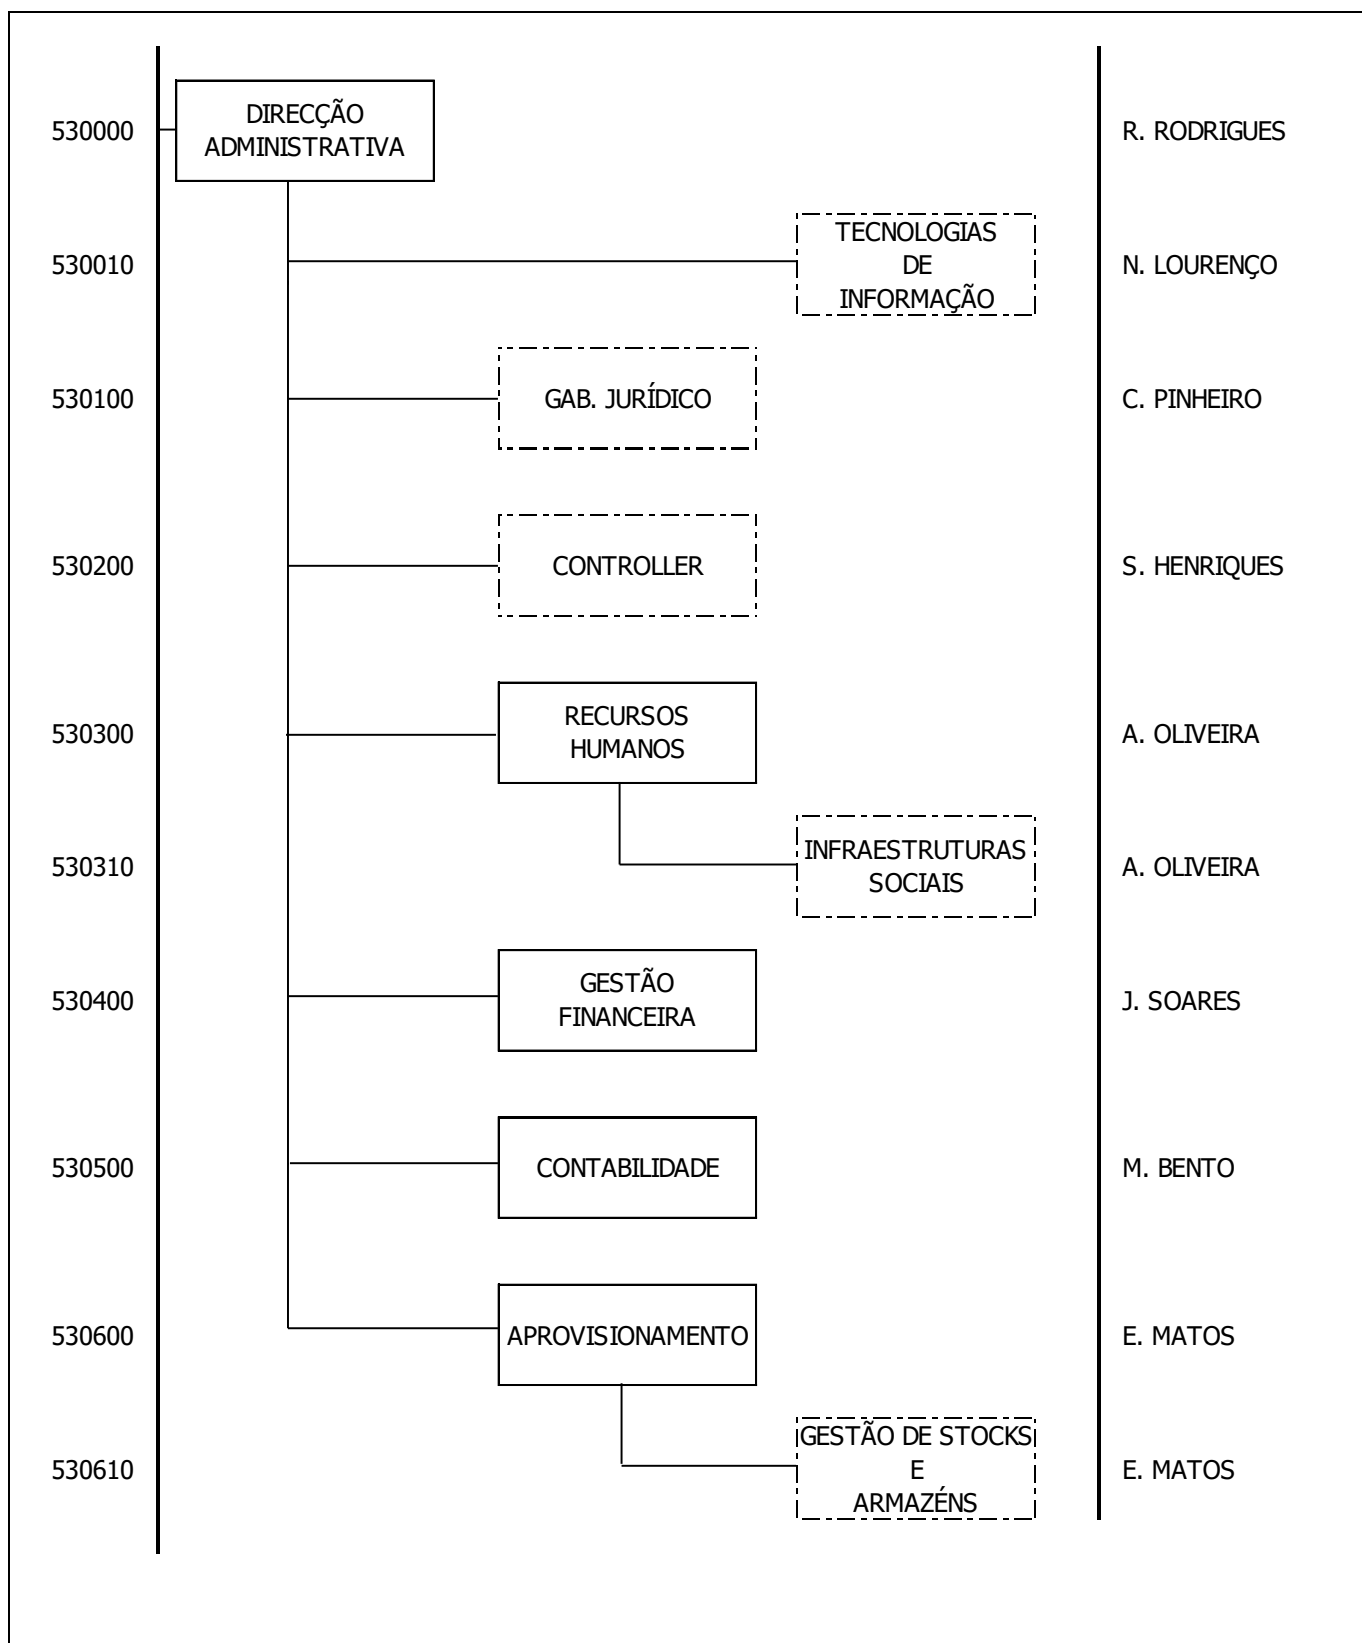 DIRECÇÃO
530000
ADMINISTRATIVA
R. RODRIGUES
TECNOLOGIAS
530010
DE
N. LOURENÇO
INFORMAÇÃO
530100
GAB. JURÍDICO
C. PINHEIRO
530200
CONTROLLER
S. HENRIQUES
RECURSOS
530300
HUMANOS
A. OLIVEIRA
INFRAESTRUTURAS
530310
SOCIAIS
A. OLIVEIRA
GESTÃO
530400
FINANCEIRA
J. SOARES
530500
CONTABILIDADE
M. BENTO
530600
APROVISIONAMENTO
E. MATOS
GESTÃO DE STOCKS
530610
E
E. MATOS
ARMAZÉNS